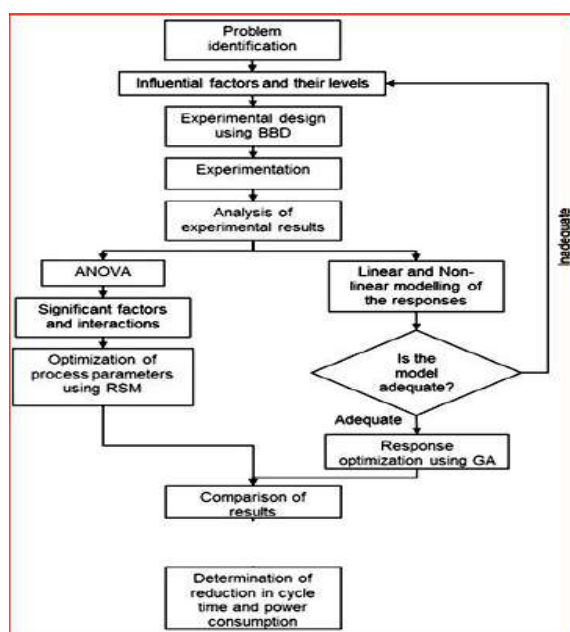 Problem
identification
Influential factors and their levels
Experimental design
using BBD
Experimentation
Analysis of
experimental results
ANOVA
Significant factors
and interactions
Optimization of
process parameters
using RSM
Linear and Non-
linear modelling of
the responses
Is the
model
adequate?
Inadequate
Adequate
Response
optimization using GA
Comparison of
results
Determination of
reduction in cycle
time and power
consumption